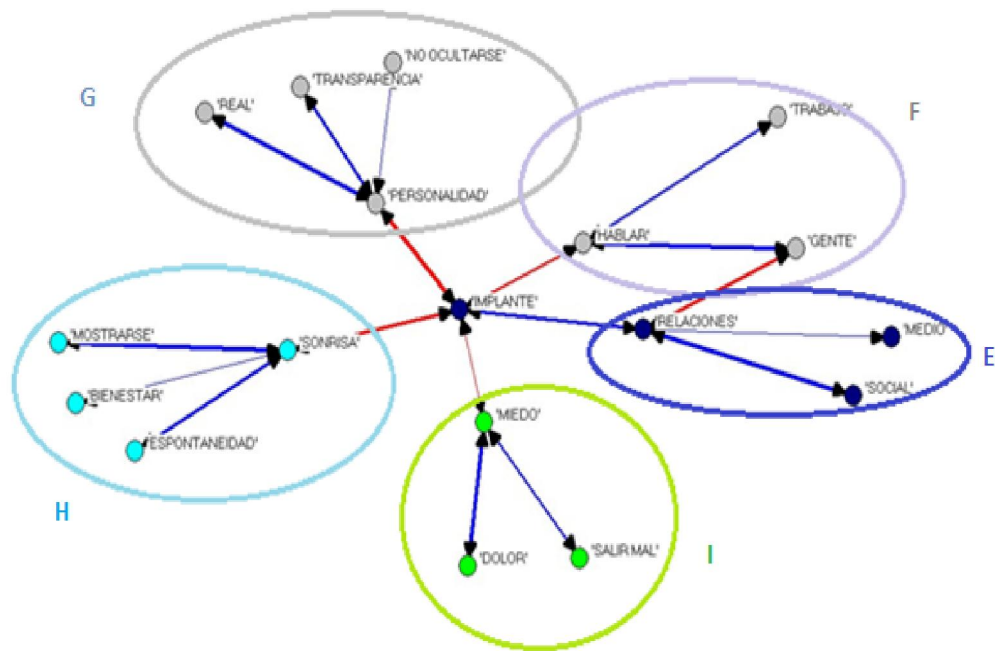 'NO OCULTARSE'
'TRANSPARENCIA'
G
'REAL'
'TRABAJO'
F
'PERSONALIDAD'
'HABLAR'
'GENTE'
'IMPLANTE'
'RELACIONES'
'MEDIO'
E
'MOSTRARSE'
'SONRISA'
'SOCIAL'
'BIENESTAR'
'MIEDO'
'ESPONTANEIDAD'
H
'DOLOR'
'SALIR MAL'
I